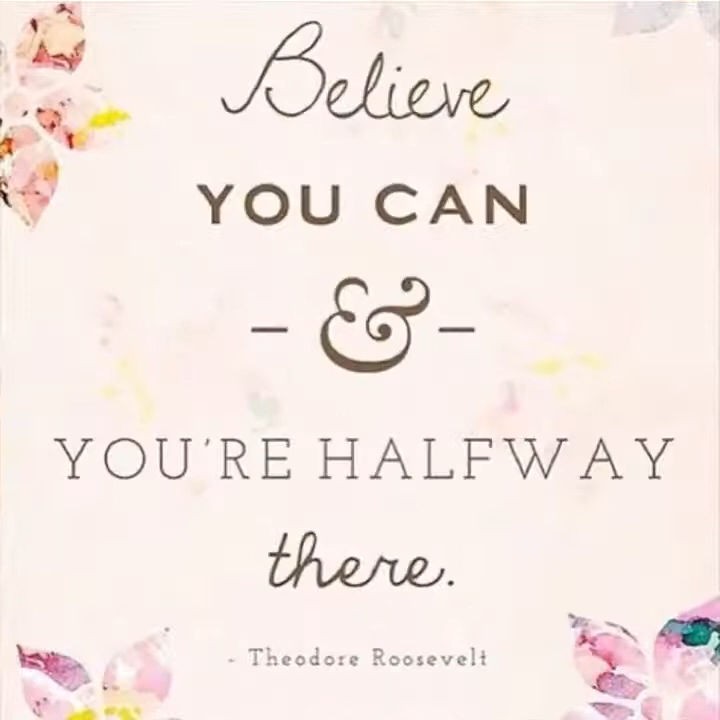 Believe
YOU CAN
- & -
YOU'RE HALFWAY
there.
- Theodore Roosevelt